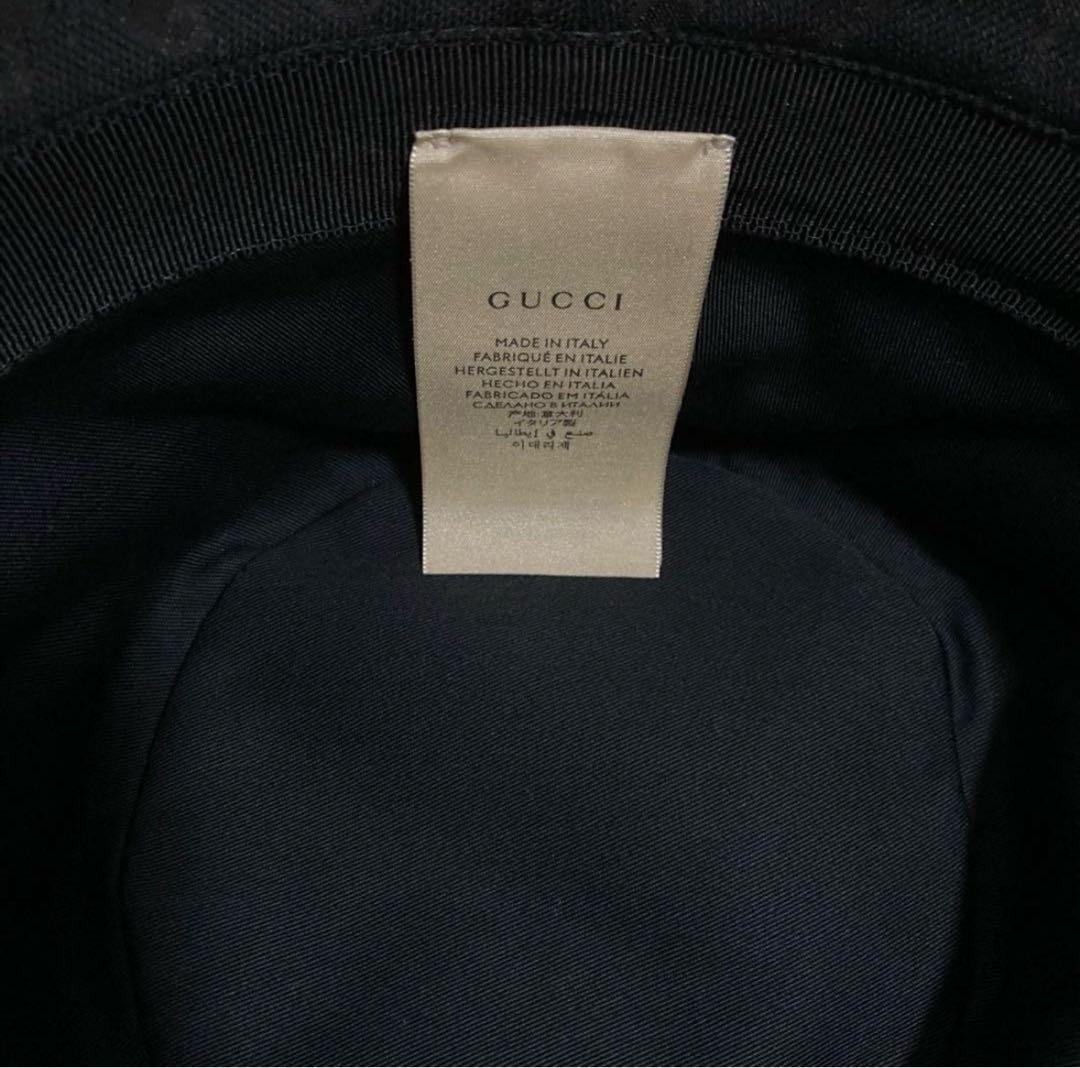 GUCCI
MADE IN ITALY
FABRIQUÉ EN ITALIE
HERGESTELLT IN ITALIEN
HECHO EN ITALIA
FABRICADO EM ITÁLIA
СДЕЛАНО В ИТАЛИИ
产地:意大利
イタリア製
صنع في إيطاليا
이태리제